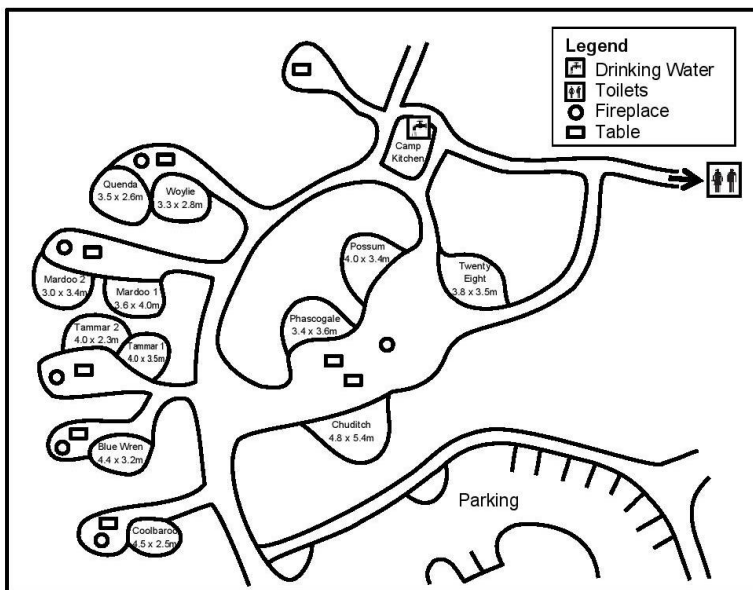 Legend
Drinking Water
Toilets
Fireplace
Table
Camp
Kitchen
Quenda
3.5 x 2.6m
Woylie
3.3 x 2.8m
Possum
4.0 x 3.4m
Twenty
Eight
3.8 x 3.5m
Mardoo 2
3.0 x 3.4m
Mardoo 1
3.6 x 4.0m
Phascogale
3.4 x 3.6m
Tammar 2
4.0 x 2.3m
Tammar 1
4.0 x 3.5m
Chuditch
4.8 x 5.4m
Blue Wren
4.4 x 3.2m
Parking
Coolbaroo
4.5 x 2.5m